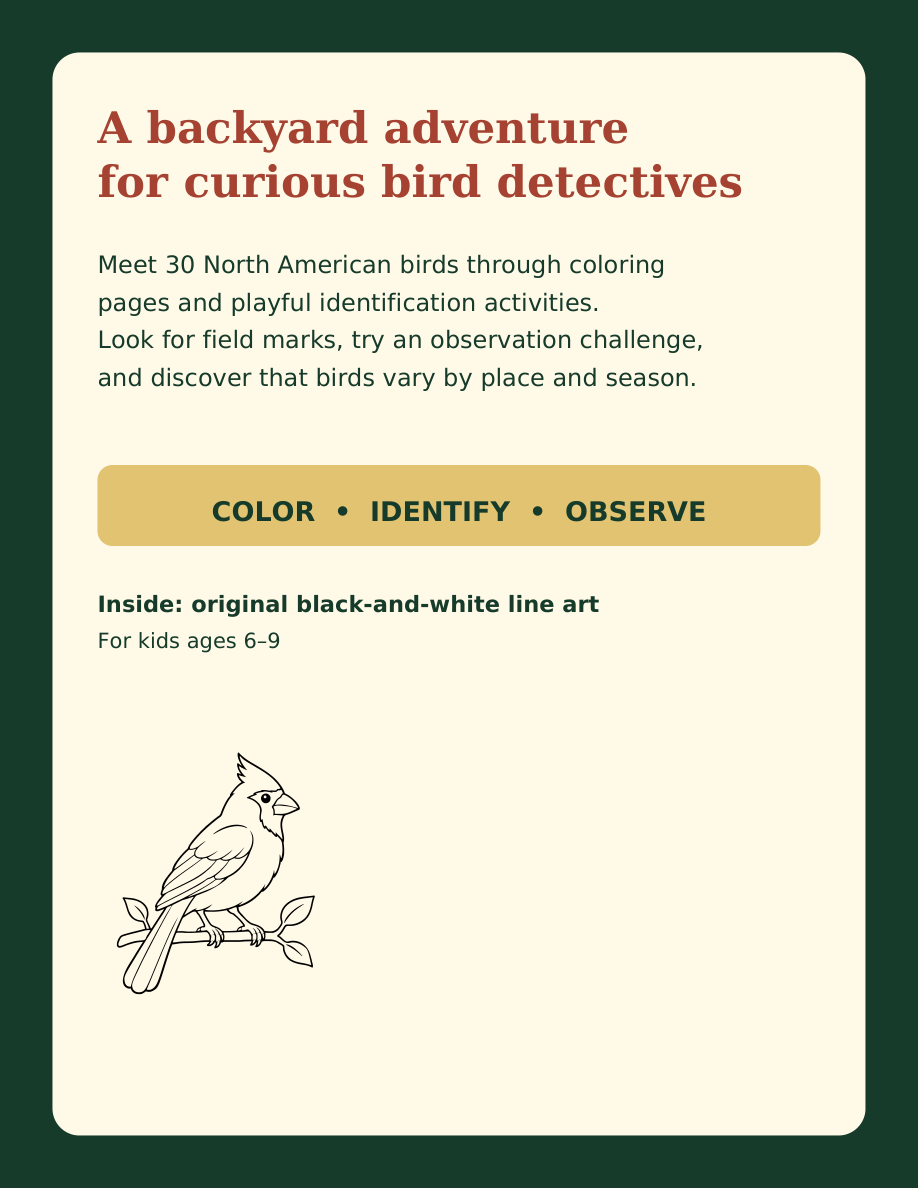 A backyard adventure
for curious bird detectives
Meet 30 North American birds through coloring
pages and playful identification activities.
Look for field marks, try an observation challenge,
and discover that birds vary by place and season.
COLOR • IDENTIFY • OBSERVE
Inside: original black-and-white line art
For kids ages 6–9